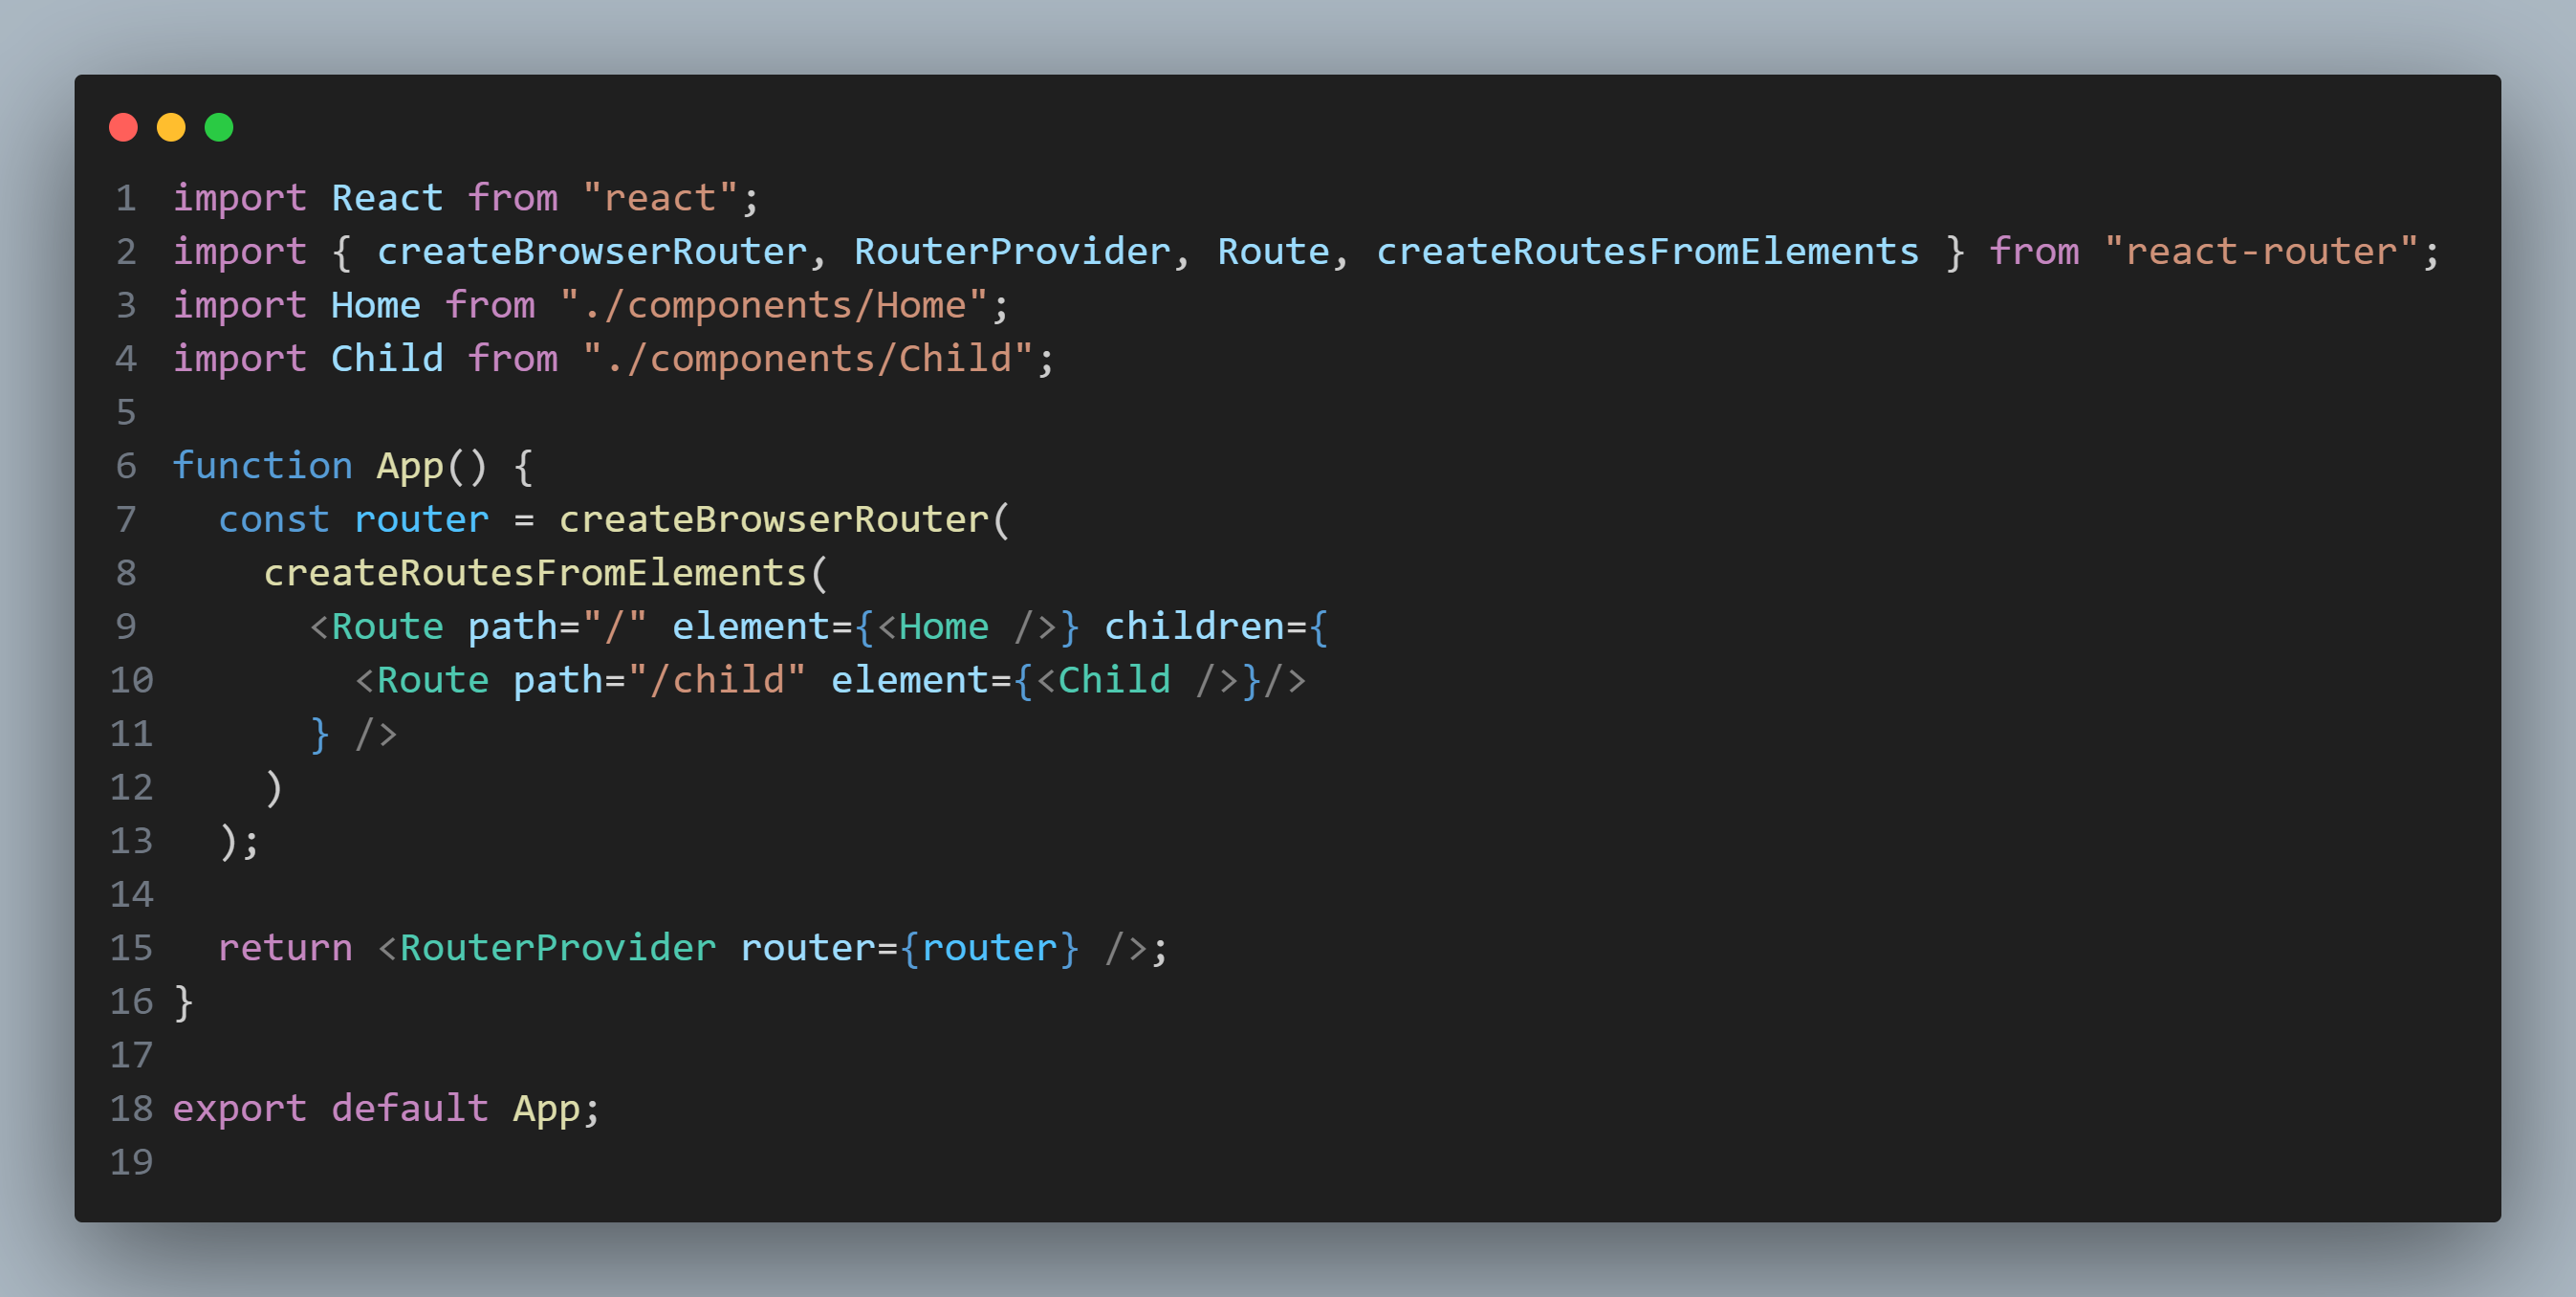 1 import React from "react";
2 import { createBrowserRouter, RouterProvider, Route, createRoutesFromElements } from "react-router";
3 import Home from "./components/Home";
4 import Child from "./components/Child";
5
6 function App() {
7   const router = createBrowserRouter(
8     createRoutesFromElements(
9       <Route path="/" element={<Home />} children={
10         <Route path="/child" element={<Child />}/>
11       } />
12     )
13   );
14
15   return <RouterProvider router={router} />;
16 }
17
18 export default App;
19